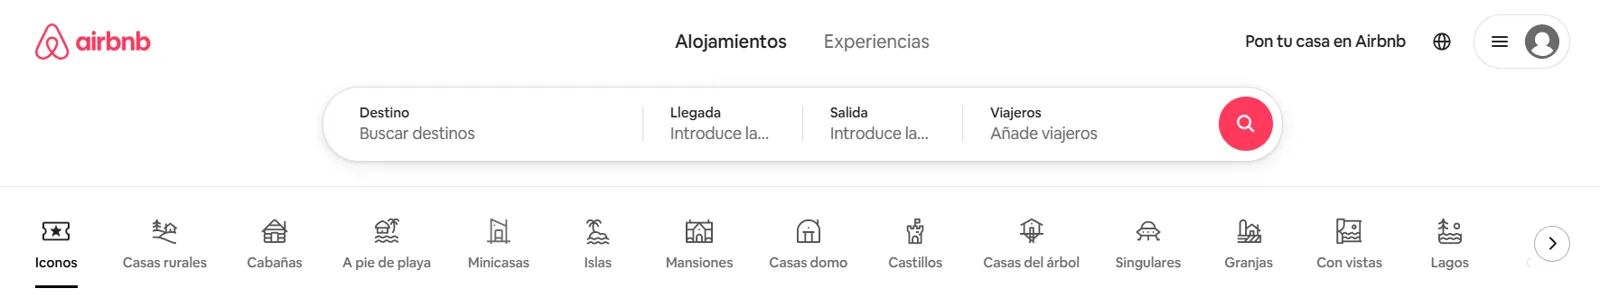 airbnb
Alojamientos
Experiencias
Pon tu casa en Airbnb
Destino
Buscar destinos
Llegada
Introduce la...
Salida
Introduce la...
Viajeros
Añade viajeros
Iconos
Casas rurales
Cabañas
A pie de playa
Minicasas
Islas
Mansiones
Casas domo
Castillos
Casas del árbol
Singulares
Granjas
Con vistas
Lagos